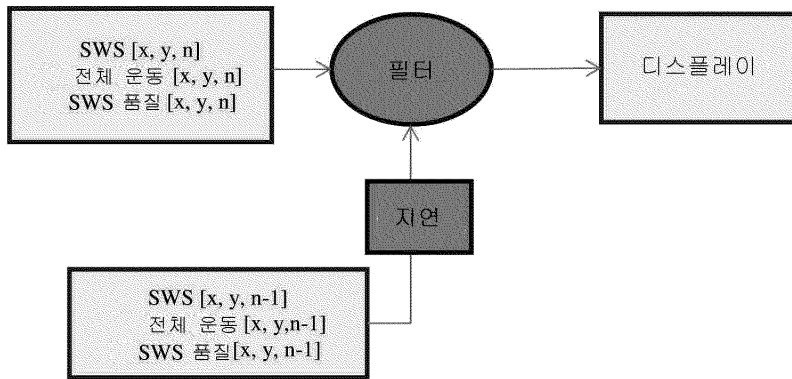 SWS [x, y, n]
전체 운동 [x, y, n]
SWS 품질 [x, y, n]
필터
디스플레이
지연
SWS [x, y, n-1]
전체 운동 [x, y,n-1]
SWS 품질[x, y, n-1]